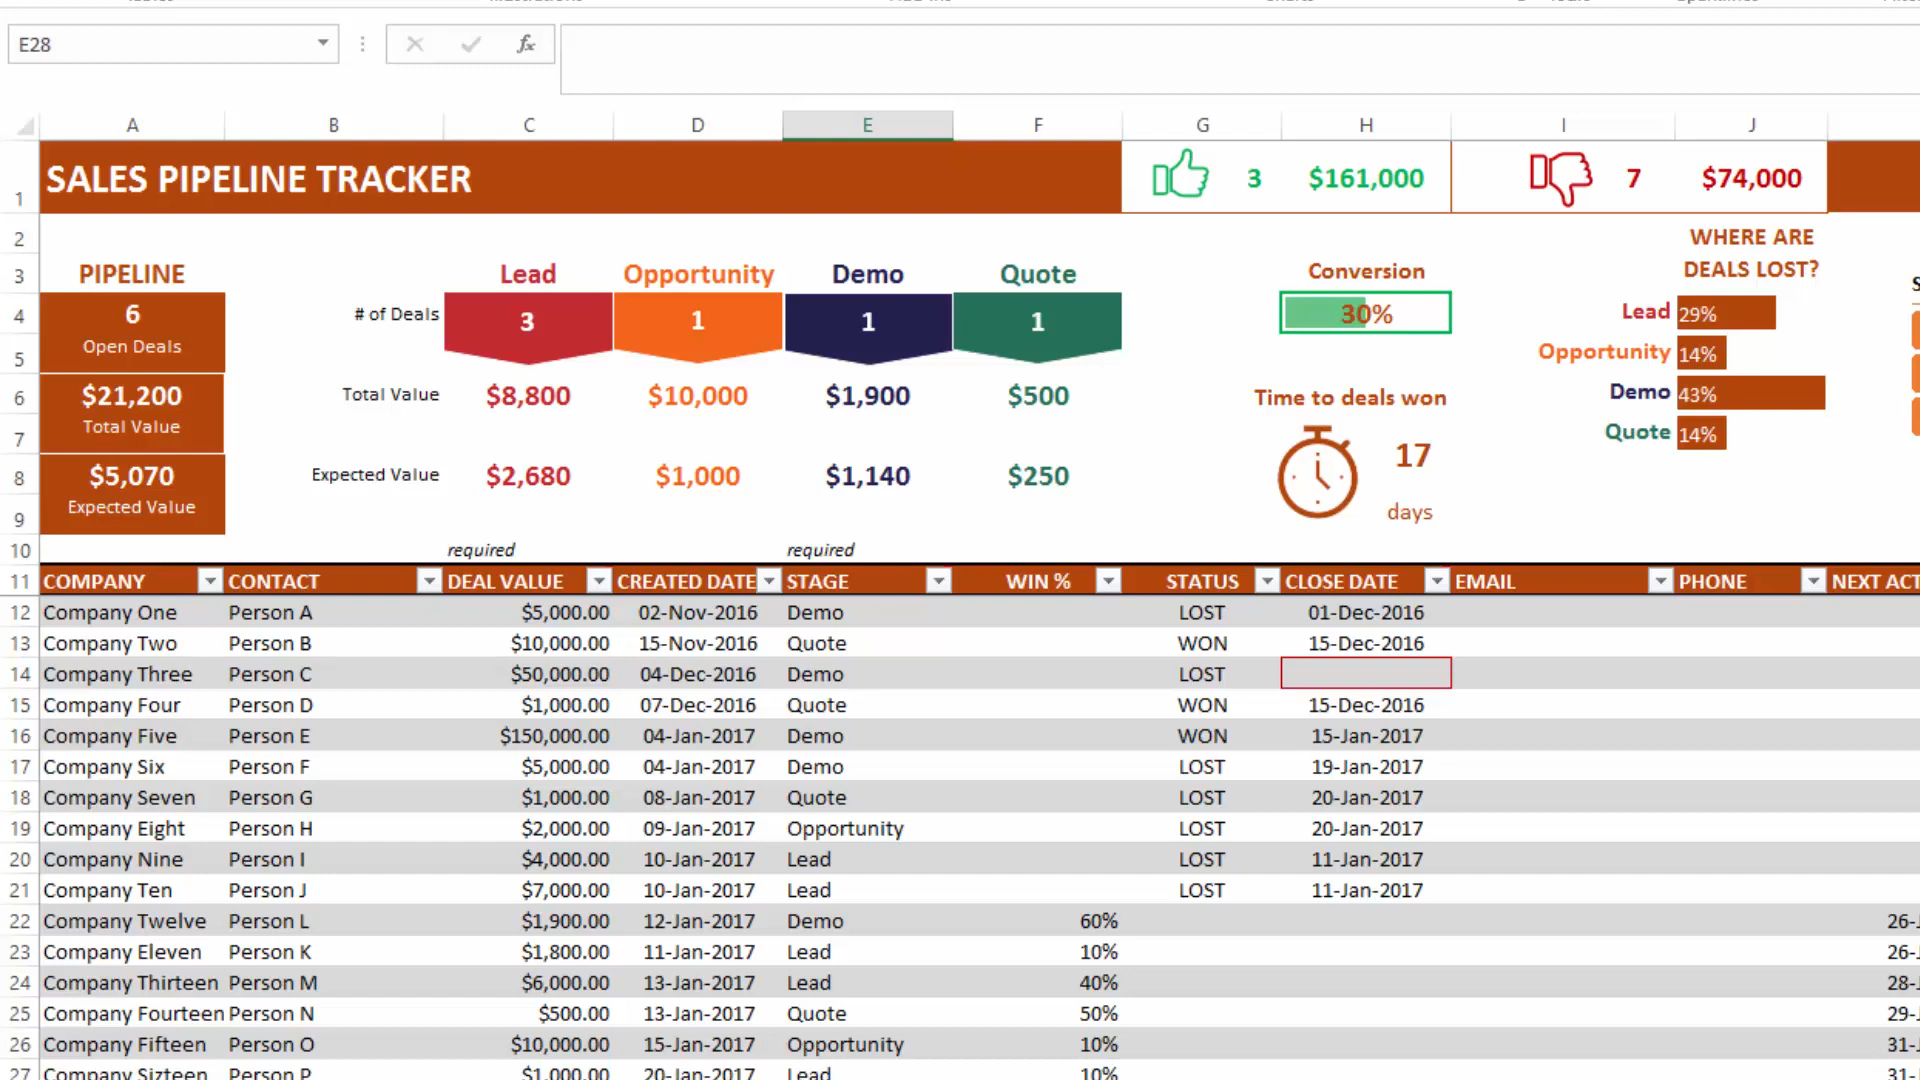 E28
fx
A B C D E F G H I J
1 SALES PIPELINE TRACKER 3 $161,000 7 $74,000
2 WHERE ARE
3 PIPELINE Lead Opportunity Demo Quote Conversion DEALS LOST?
4 6 # of Deals 3 1 1 1 30% Lead 29%
5 Open Deals Opportunity 14%
6 $21,200 Total Value $8,800 $10,000 $1,900 $500 Time to deals won Demo 43%
7 Total Value Quote 14%
8 $5,070 Expected Value $2,680 $1,000 $1,140 $250 17
9 Expected Value days
10 required required
11 COMPANY CONTACT DEAL VALUE CREATED DATE STAGE WIN % STATUS CLOSE DATE EMAIL PHONE NEXT ACT
12 Company One Person A $5,000.00 02-Nov-2016 Demo LOST 01-Dec-2016
13 Company Two Person B $10,000.00 15-Nov-2016 Quote WON 15-Dec-2016
14 Company Three Person C $50,000.00 04-Dec-2016 Demo LOST
15 Company Four Person D $1,000.00 07-Dec-2016 Quote WON 15-Dec-2016
16 Company Five Person E $150,000.00 04-Jan-2017 Demo WON 15-Jan-2017
17 Company Six Person F $5,000.00 04-Jan-2017 Demo LOST 19-Jan-2017
18 Company Seven Person G $1,000.00 08-Jan-2017 Quote LOST 20-Jan-2017
19 Company Eight Person H $2,000.00 09-Jan-2017 Opportunity LOST 20-Jan-2017
20 Company Nine Person I $4,000.00 10-Jan-2017 Lead LOST 11-Jan-2017
21 Company Ten Person J $7,000.00 10-Jan-2017 Lead LOST 11-Jan-2017
22 Company Twelve Person L $1,900.00 12-Jan-2017 Demo 60% 26-J
23 Company Eleven Person K $1,800.00 11-Jan-2017 Lead 10% 26-J
24 Company Thirteen Person M $6,000.00 13-Jan-2017 Lead 40% 28-J
25 Company Fourteen Person N $500.00 13-Jan-2017 Quote 50% 29-J
26 Company Fifteen Person O $10,000.00 15-Jan-2017 Opportunity 10% 31-J
27 Company Sizteen Person P $1,000.00 20-Jan-2017 Lead 10% 31-J